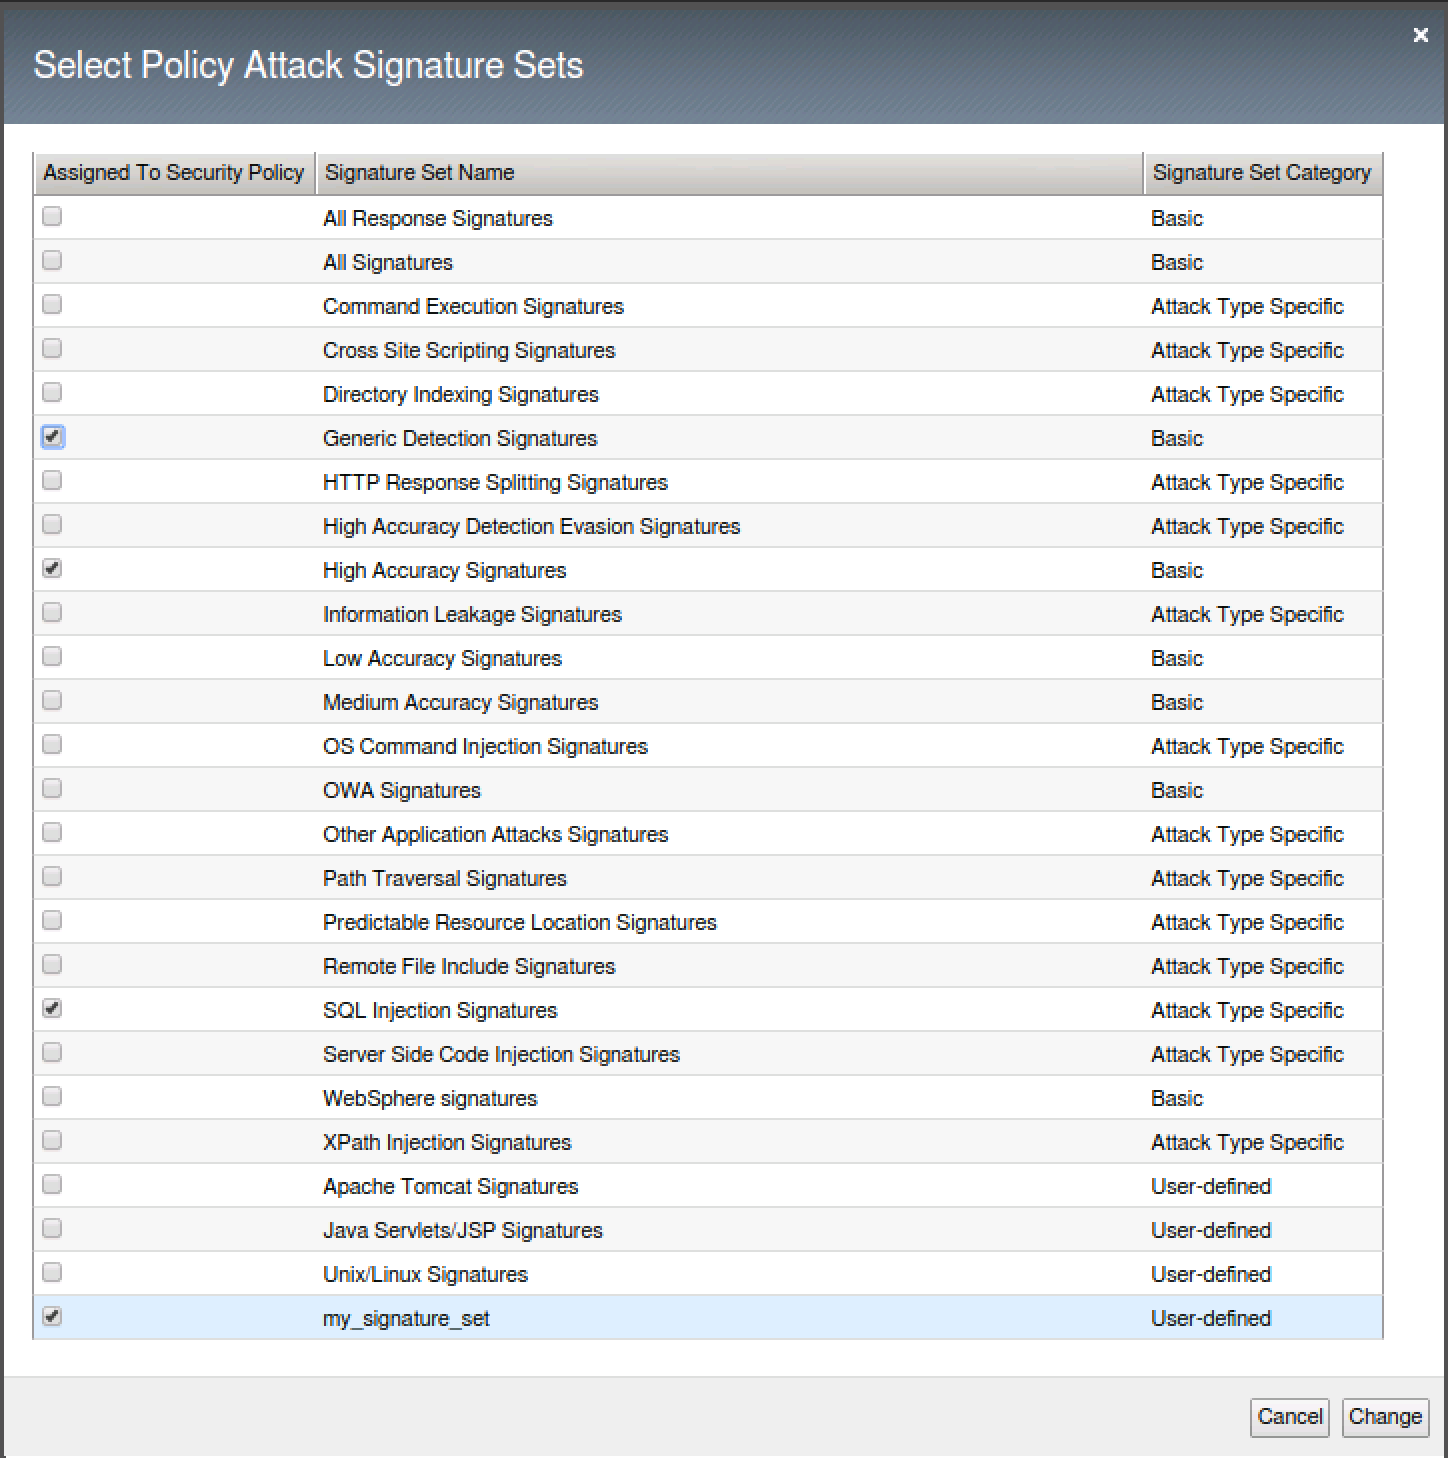 Select Policy Attack Signature Sets
Assigned To Security Policy Signature Set Name Signature Set Category
All Response Signatures Basic
All Signatures Basic
Command Execution Signatures Attack Type Specific
Cross Site Scripting Signatures Attack Type Specific
Directory Indexing Signatures Attack Type Specific
Generic Detection Signatures Basic
HTTP Response Splitting Signatures Attack Type Specific
High Accuracy Detection Evasion Signatures Attack Type Specific
High Accuracy Signatures Basic
Information Leakage Signatures Attack Type Specific
Low Accuracy Signatures Basic
Medium Accuracy Signatures Basic
OS Command Injection Signatures Attack Type Specific
OWA Signatures Basic
Other Application Attacks Signatures Attack Type Specific
Path Traversal Signatures Attack Type Specific
Predictable Resource Location Signatures Attack Type Specific
Remote File Include Signatures Attack Type Specific
SQL Injection Signatures Attack Type Specific
Server Side Code Injection Signatures Attack Type Specific
WebSphere signatures Basic
XPath Injection Signatures Attack Type Specific
Apache Tomcat Signatures User-defined
Java Servlets/JSP Signatures User-defined
Unix/Linux Signatures User-defined
my_signature_set User-defined
Cancel Change